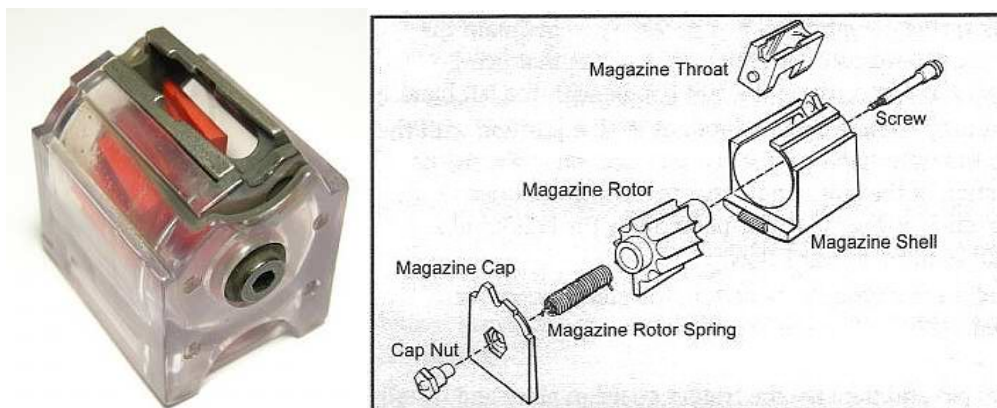 Magazine Throat
Screw
Magazine Rotor
Magazine Shell
Magazine Cap
Magazine Rotor Spring
Cap Nut